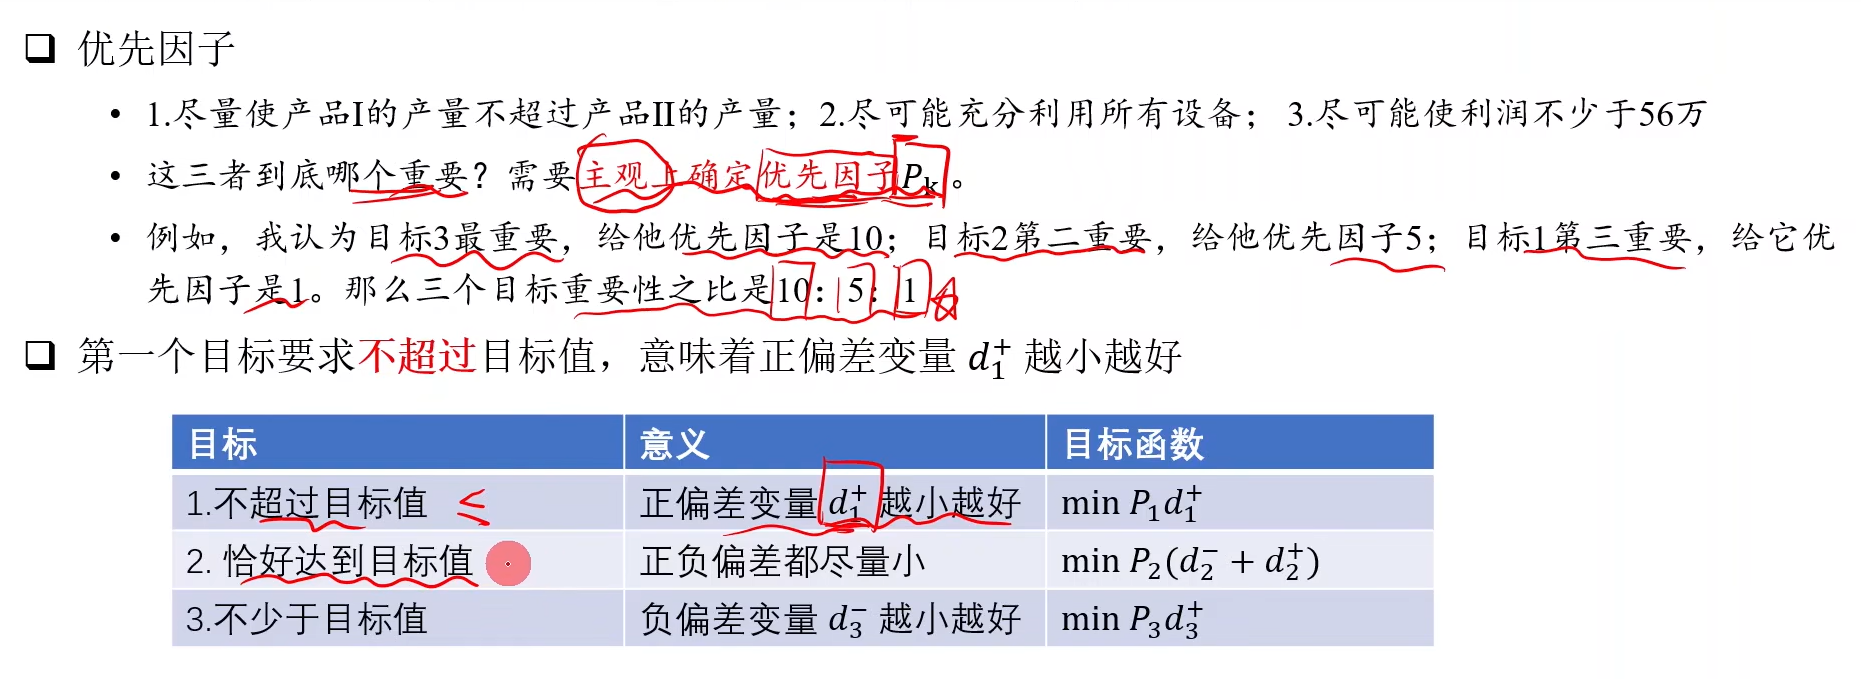 优先因子
• 1.尽量使产品I的产量不超过产品II的产量；2.尽可能充分利用所有设备； 3.尽可能使利润不少于56万
• 这三者到底哪个重要？需要主观上确定优先因子Pₖ。
• 例如，我认为目标3最重要，给他优先因子是10；目标2第二重要，给他优先因子5；目标1第三重要，给它优
先因子是1。那么三个目标重要性之比是10：5：1
第一个目标要求不超过目标值，意味着正偏差变量 d₁⁺ 越小越好
目标 意义 目标函数
1.不超过目标值 正偏差变量 d₁⁺ 越小越好 min P₁d₁⁺
2. 恰好达到目标值 正负偏差都尽量小 min P₂(d₂⁻ + d₂⁺)
3.不少于目标值 负偏差变量 d₃⁻ 越小越好 min P₃d₃⁺